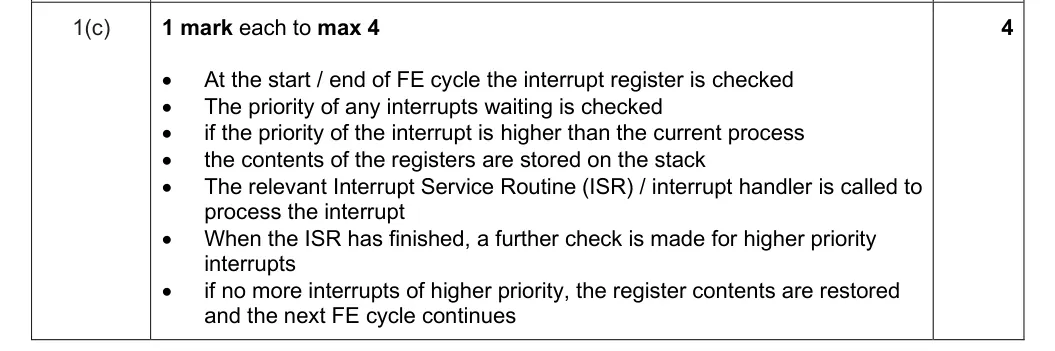 1(c) 1 mark each to max 4 4
• At the start / end of FE cycle the interrupt register is checked
• The priority of any interrupts waiting is checked
• if the priority of the interrupt is higher than the current process
• the contents of the registers are stored on the stack
• The relevant Interrupt Service Routine (ISR) / interrupt handler is called to
process the interrupt
• When the ISR has finished, a further check is made for higher priority
interrupts
• if no more interrupts of higher priority, the register contents are restored
and the next FE cycle continues